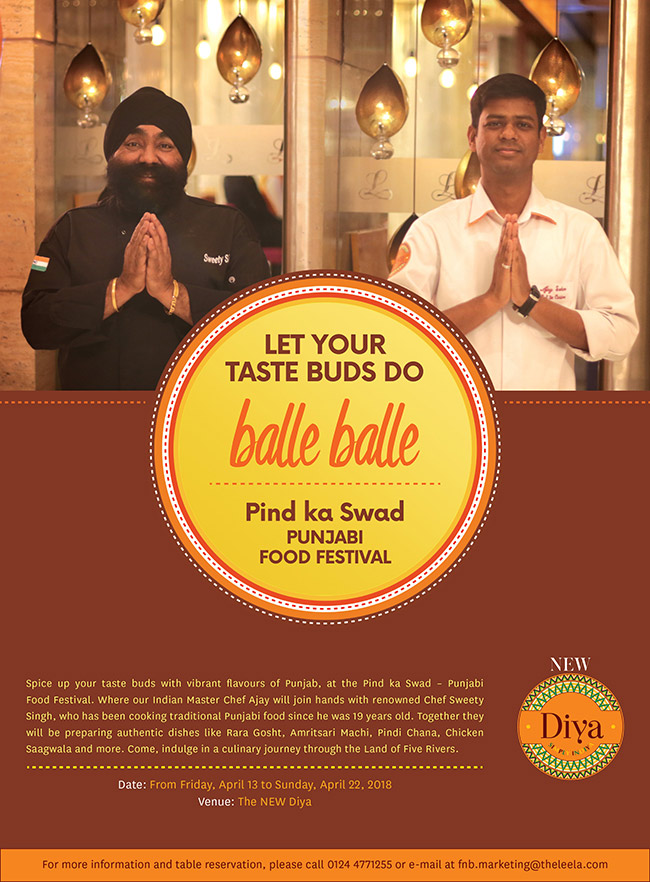 L
L
Sweety S
LET YOUR
TASTE BUDS DO
balle balle
Pind ka Swad
PUNJABI
FOOD FESTIVAL
Spice up your taste buds with vibrant flavours of Punjab, at the Pind ka Swad – Punjabi
Food Festival. Where our Indian Master Chef Ajay will join hands with renowned Chef Sweety
Singh, who has been cooking traditional Punjabi food since he was 19 years old. Together they
will be preparing authentic dishes like Rara Gosht, Amritsari Machi, Pindi Chana, Chicken
Saagwala and more. Come, indulge in a culinary journey through the Land of Five Rivers.
Date: From Friday, April 13 to Sunday, April 22, 2018
Venue: The NEW Diya
NEW
Diya
For more information and table reservation, please call 0124 4771255 or e-mail at fnb.marketing@theleela.com